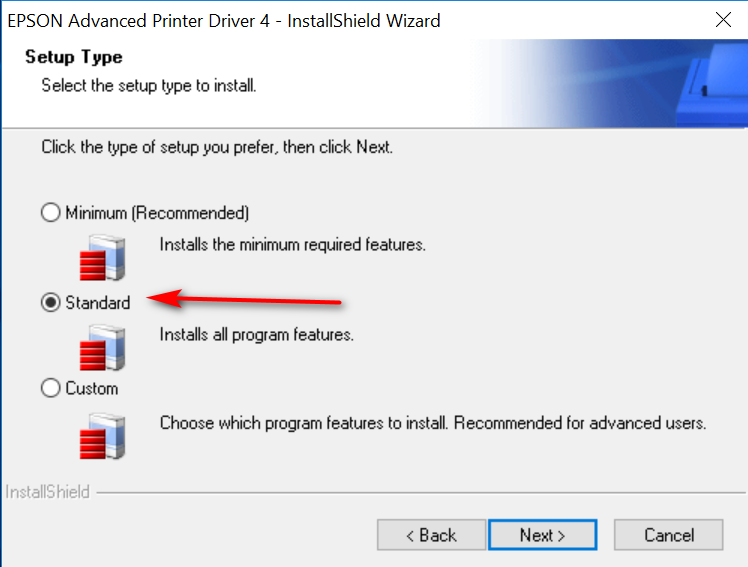 EPSON Advanced Printer Driver 4 - InstallShield Wizard
Setup Type
Select the setup type to install.
Click the type of setup you prefer, then click Next.
Minimum (Recommended)
Installs the minimum required features.
Standard
Installs all program features.
Custom
Choose which program features to install. Recommended for advanced users.
InstallShield
< Back Next > Cancel